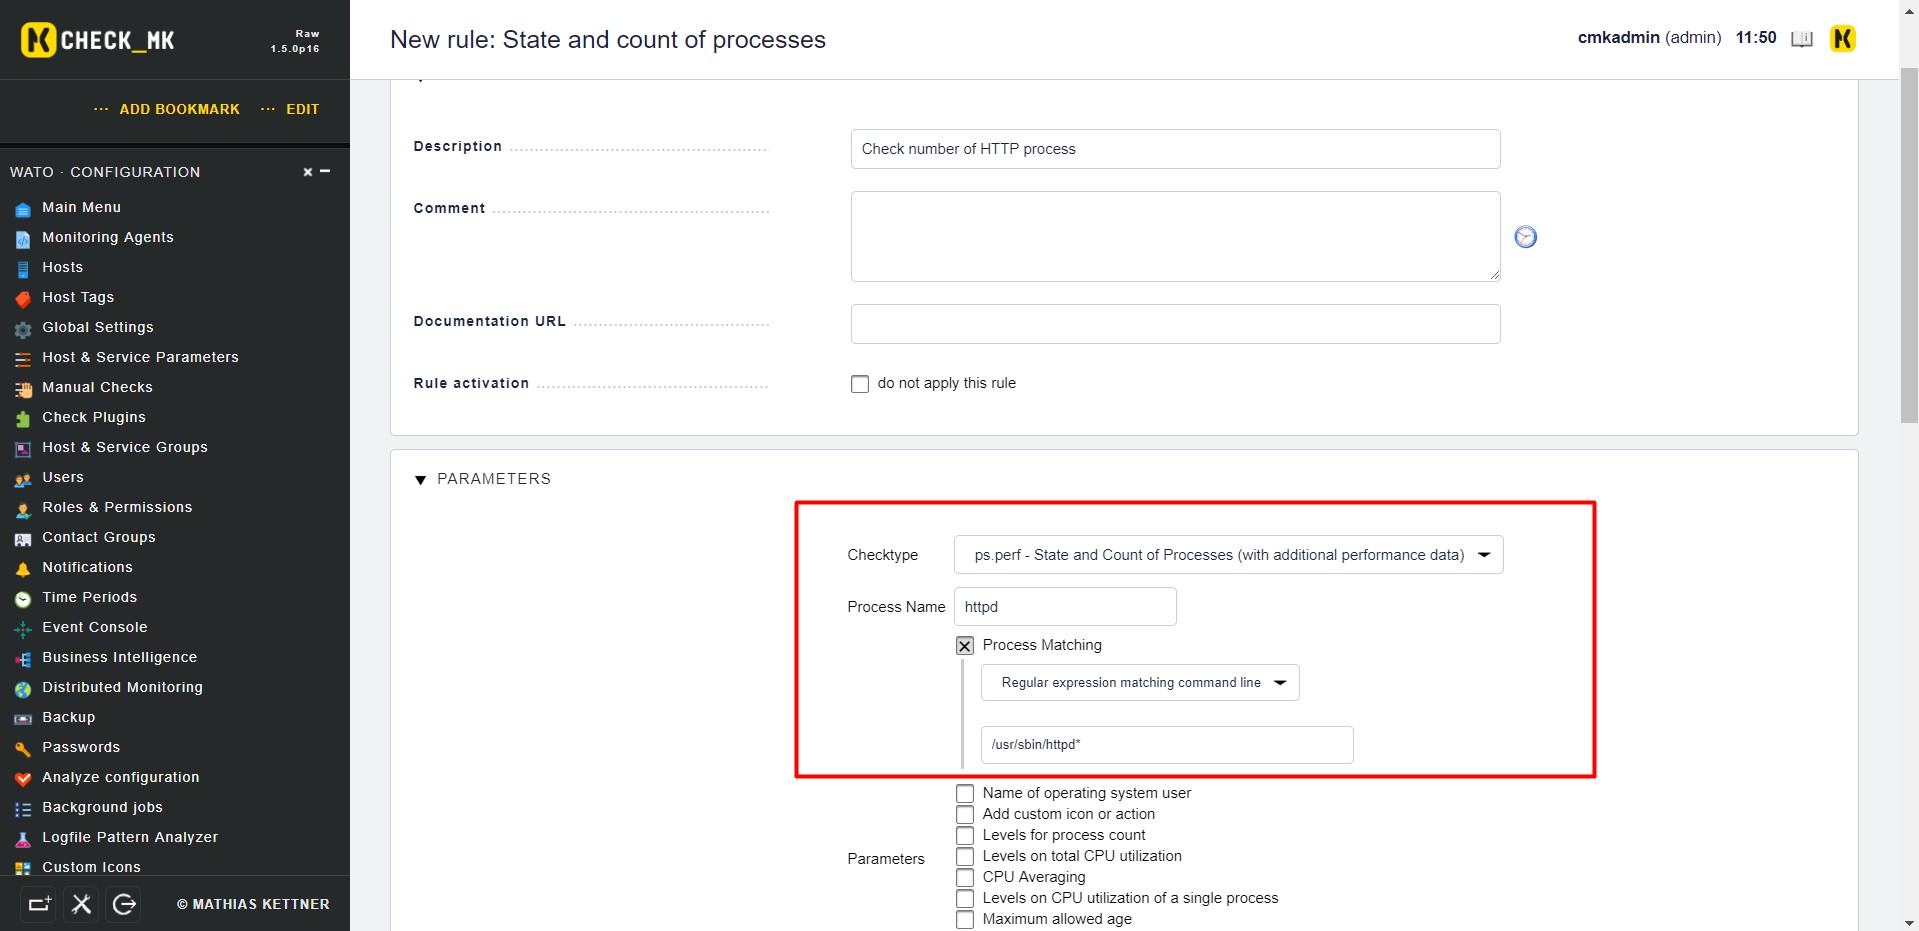 CHECK_MK
Raw
1.5.0p16
New rule: State and count of processes
cmkadmin (admin) 11:50
··· ADD BOOKMARK ··· EDIT
WATO · CONFIGURATION
Main Menu
Monitoring Agents
Hosts
Host Tags
Global Settings
Host & Service Parameters
Manual Checks
Check Plugins
Host & Service Groups
Users
Roles & Permissions
Contact Groups
Notifications
Time Periods
Event Console
Business Intelligence
Distributed Monitoring
Backup
Passwords
Analyze configuration
Background jobs
Logfile Pattern Analyzer
Custom Icons
© MATHIAS KETTNER
Description
Check number of HTTP process
Comment
Documentation URL
Rule activation
do not apply this rule
PARAMETERS
Checktype
ps.perf - State and Count of Processes (with additional performance data)
Process Name
httpd
Process Matching
Regular expression matching command line
/usr/sbin/httpd*
Parameters
Name of operating system user
Add custom icon or action
Levels for process count
Levels on total CPU utilization
CPU Averaging
Levels on CPU utilization of a single process
Maximum allowed age